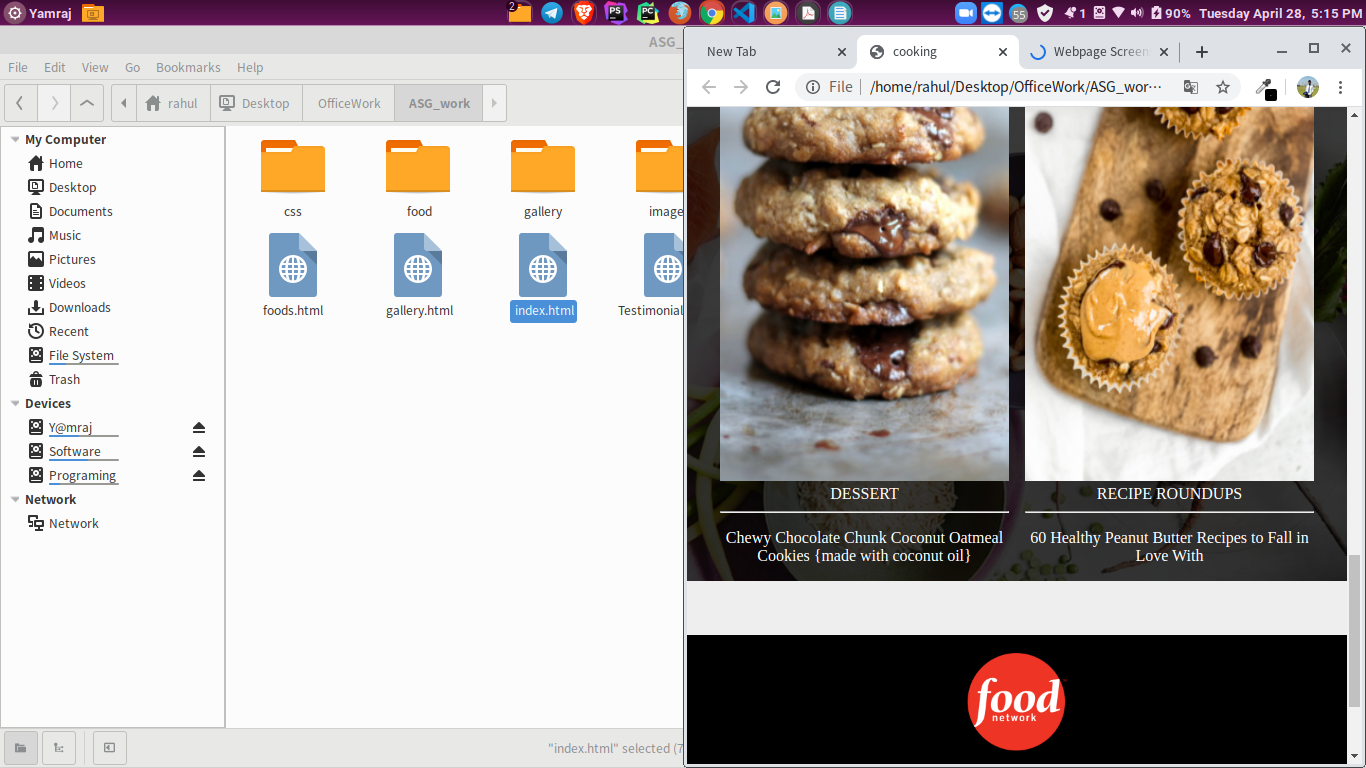 Yamraj
2
PS
PC
55
1
90%
Tuesday April 28, 5:15 PM
ASG_
File Edit View Go Bookmarks Help
rahul
Desktop
OfficeWork
ASG_work
My Computer
Home
Desktop
Documents
Music
Pictures
Videos
Downloads
Recent
File System
Trash
Devices
Y@mraj
Software
Programing
Network
Network
css
food
gallery
image
foods.html
gallery.html
index.html
Testimonial
"index.html" selected (7
New Tab
cooking
Webpage Screen
File
/home/rahul/Desktop/OfficeWork/ASG_wor···
DESSERT
Chewy Chocolate Chunk Coconut Oatmeal
Cookies {made with coconut oil}
RECIPE ROUNDUPS
60 Healthy Peanut Butter Recipes to Fall in
Love With
food
network